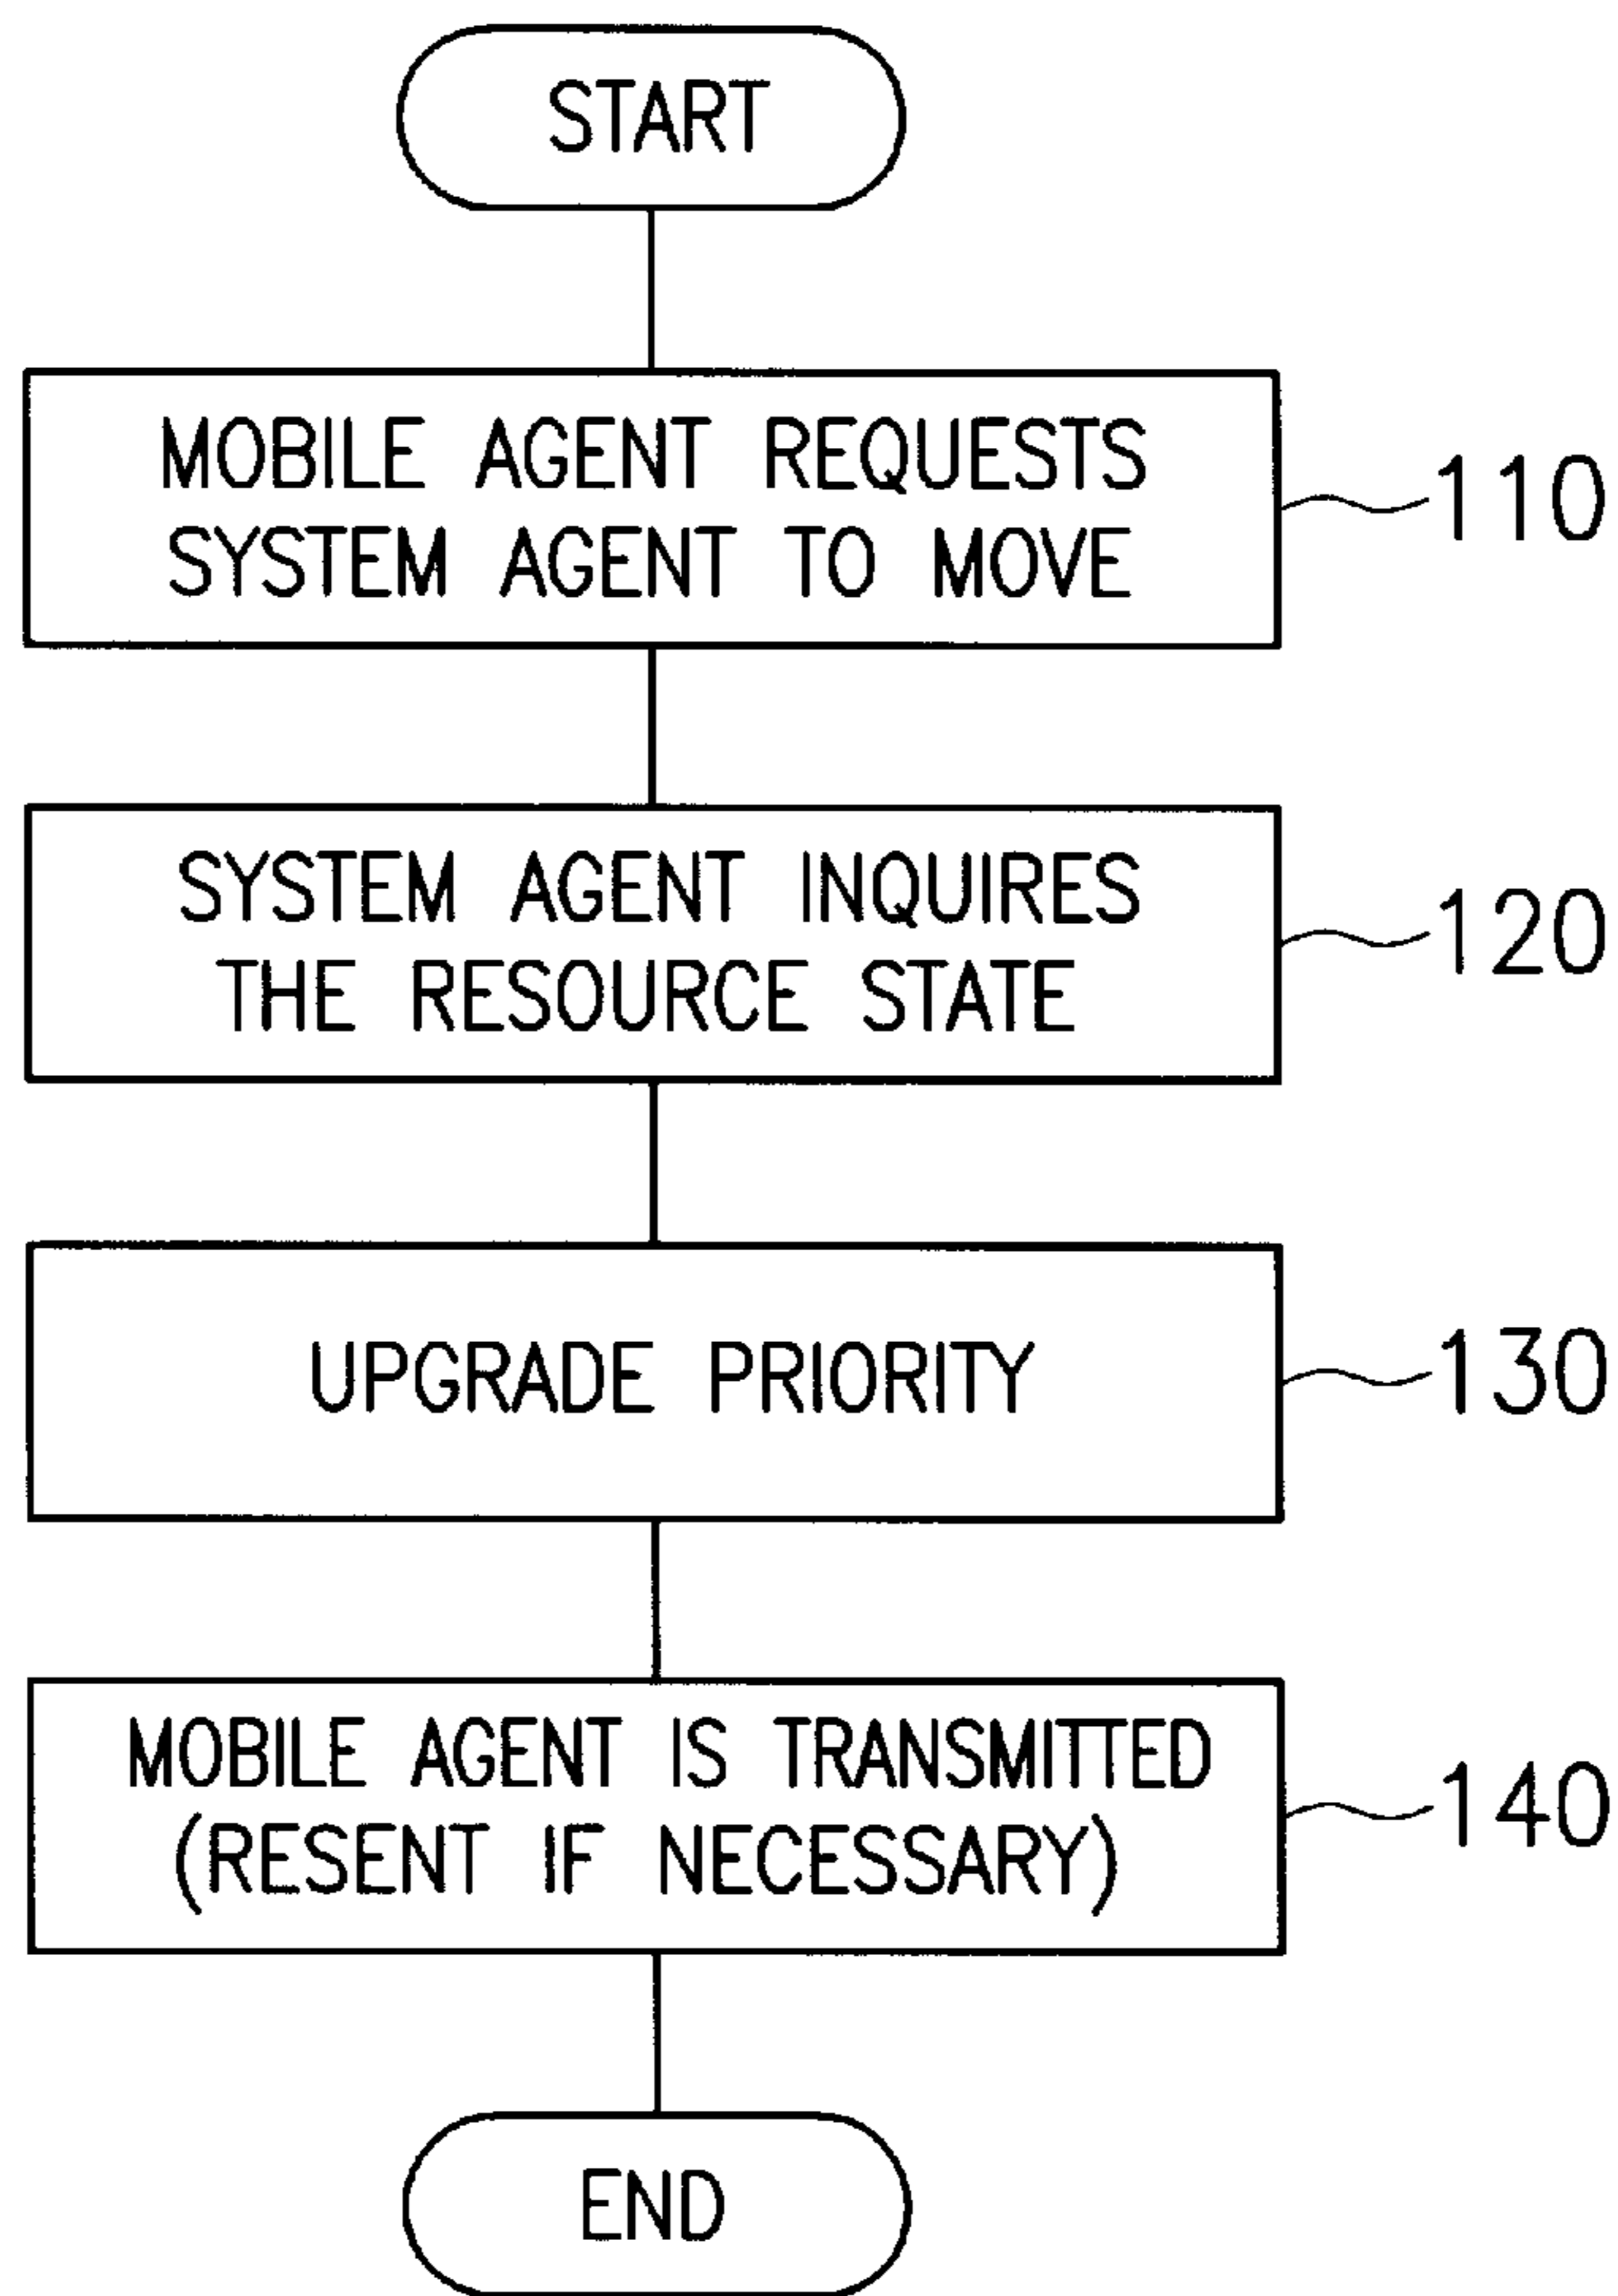 START
MOBILE AGENT REQUESTS
SYSTEM AGENT TO MOVE
110
SYSTEM AGENT INQUIRES
THE RESOURCE STATE
120
UPGRADE PRIORITY
130
MOBILE AGENT IS TRANSMITTED
(RESENT IF NECESSARY)
140
END